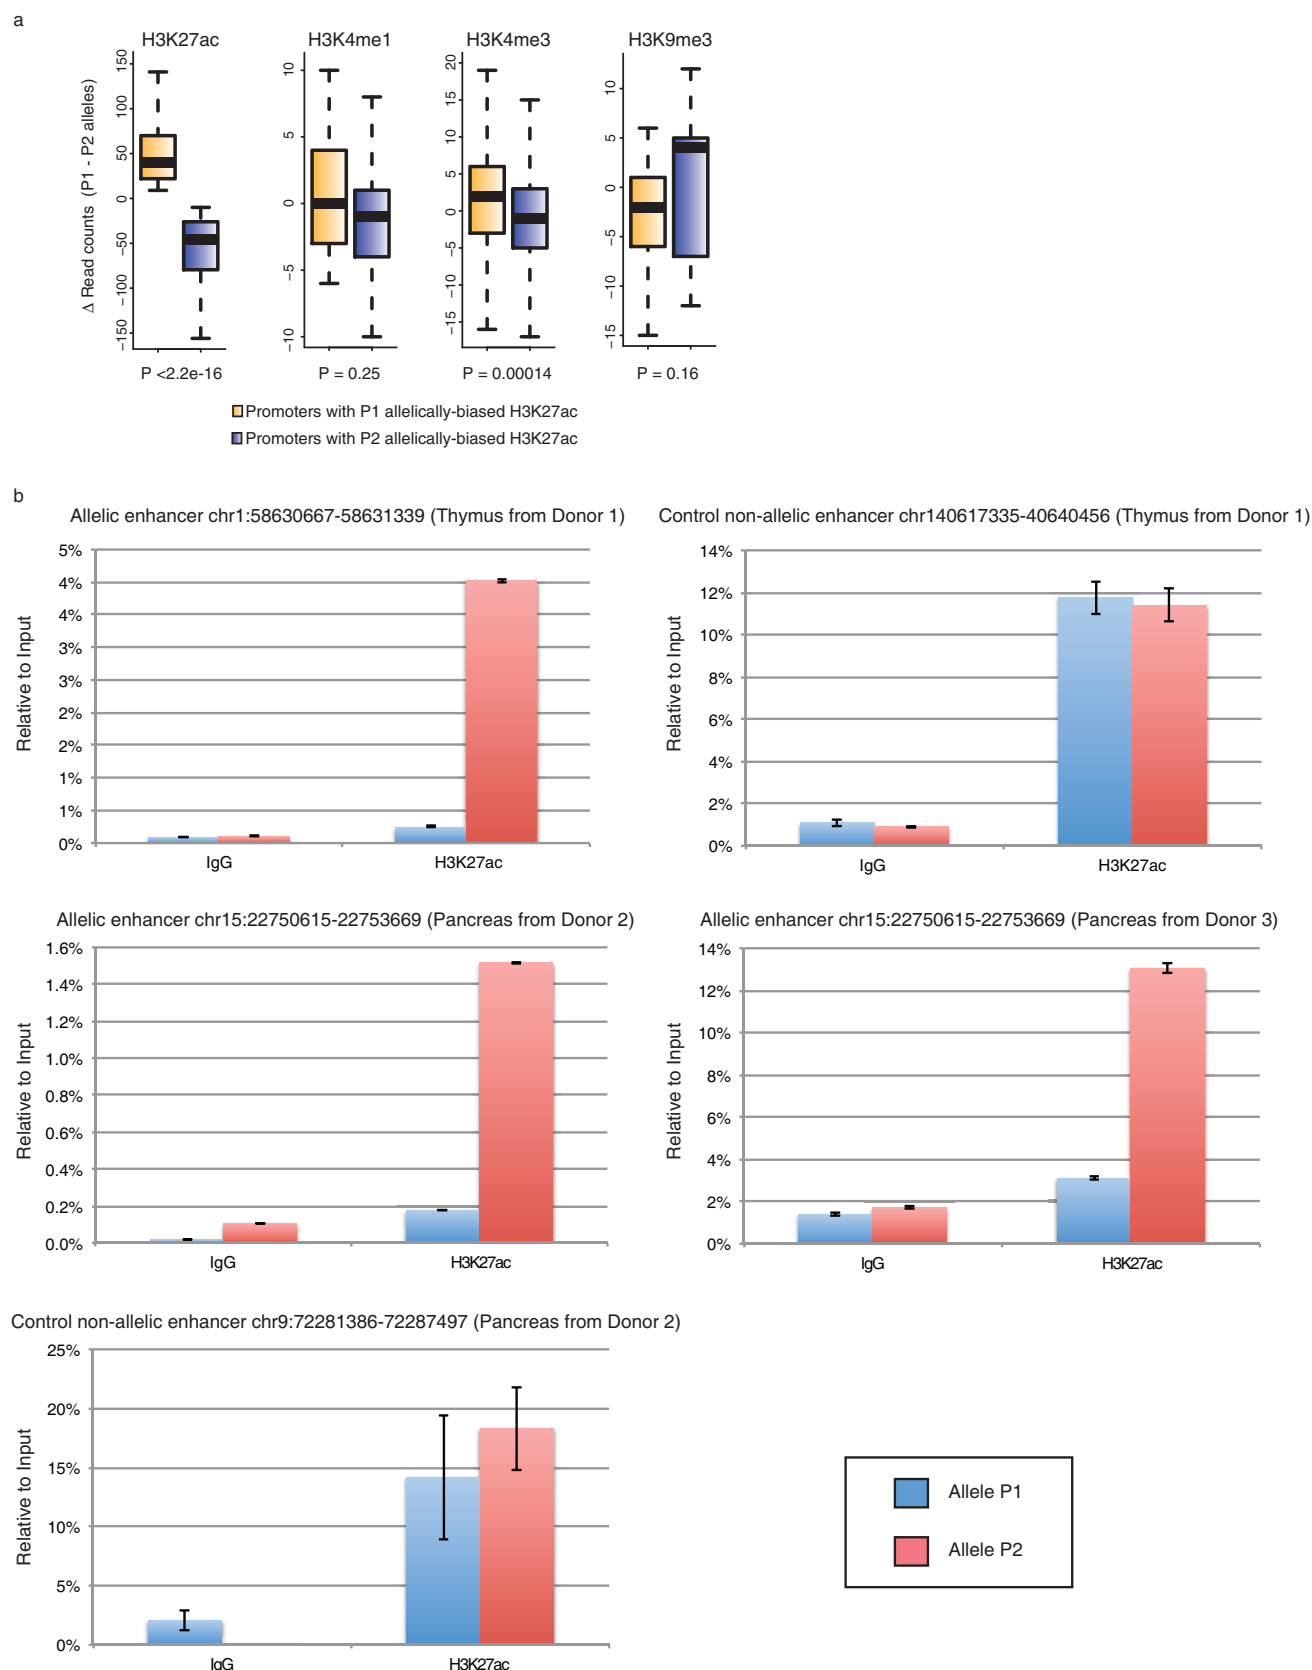 a
H3K27ac H3K4me1 H3K4me3 H3K9me3
Δ Read counts (P1 - P2 alleles)
150
100
50
0
−50
−100
−150
10
5
0
−5
−10
20
15
10
5
0
−5
−10
−15
10
5
0
−5
−10
−15
P <2.2e-16 P = 0.25 P = 0.00014 P = 0.16
Promoters with P1 allelically-biased H3K27ac
Promoters with P2 allelically-biased H3K27ac
b
Allelic enhancer chr1:58630667-58631339 (Thymus from Donor 1)
Relative to Input
5%
4%
4%
3%
3%
2%
2%
1%
1%
0%
IgG H3K27ac
Control non-allelic enhancer chr140617335-40640456 (Thymus from Donor 1)
Relative to Input
14%
12%
10%
8%
6%
4%
2%
0%
IgG H3K27ac
Allelic enhancer chr15:22750615-22753669 (Pancreas from Donor 2)
Relative to Input
1.6%
1.4%
1.2%
1.0%
0.8%
0.6%
0.4%
0.2%
0.0%
IgG H3K27ac
Allelic enhancer chr15:22750615-22753669 (Pancreas from Donor 3)
Relative to Input
14%
12%
10%
8%
6%
4%
2%
0%
IgG H3K27ac
Control non-allelic enhancer chr9:72281386-72287497 (Pancreas from Donor 2)
Relative to Input
25%
20%
15%
10%
5%
0%
IgG H3K27ac
Allele P1
Allele P2